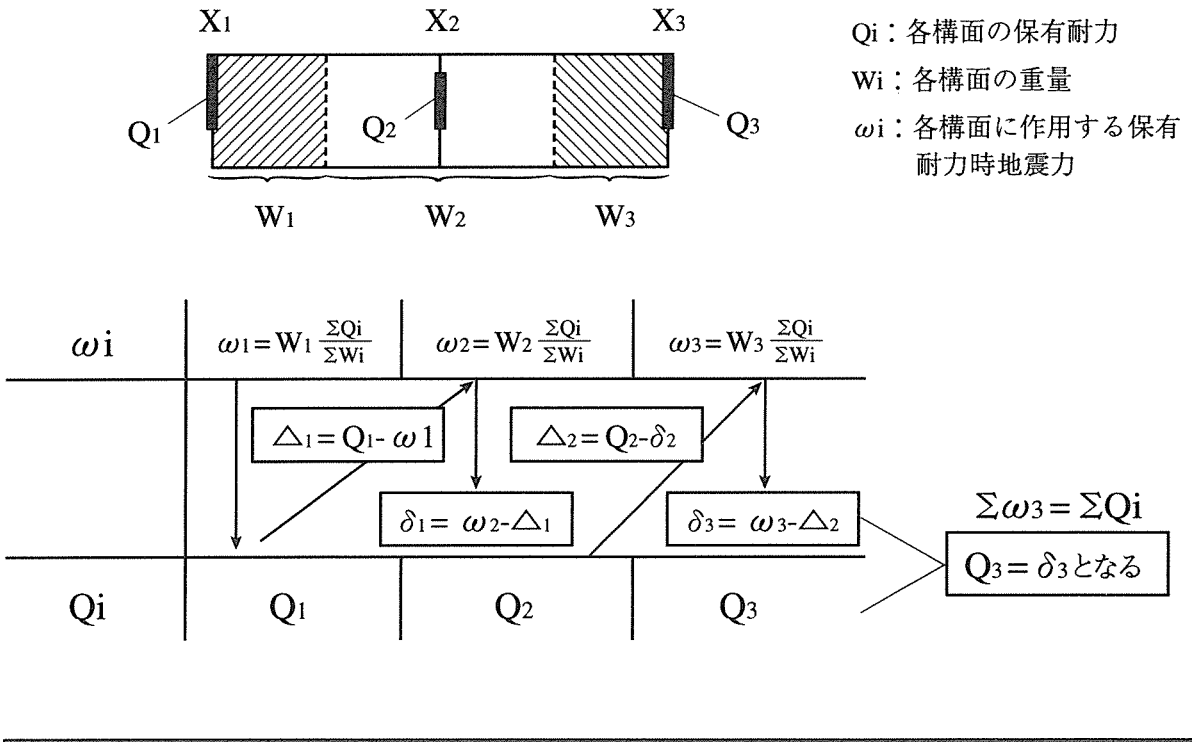 X1 X2 X3
Qi：各構面の保有耐力
Wi：各構面の重量
ωi：各構面に作用する保有
耐力時地震力
Q1 Q2 Q3
W1 W2 W3
ωi ω1=W1 ΣQi/ΣWi ω2=W2 ΣQi/ΣWi ω3=W3 ΣQi/ΣWi
△1=Q1-ω1 △2=Q2-δ2
δ1= ω2-△1 δ3= ω3-△2
Σω3=ΣQi
Q3=δ3となる
Qi Q1 Q2 Q3